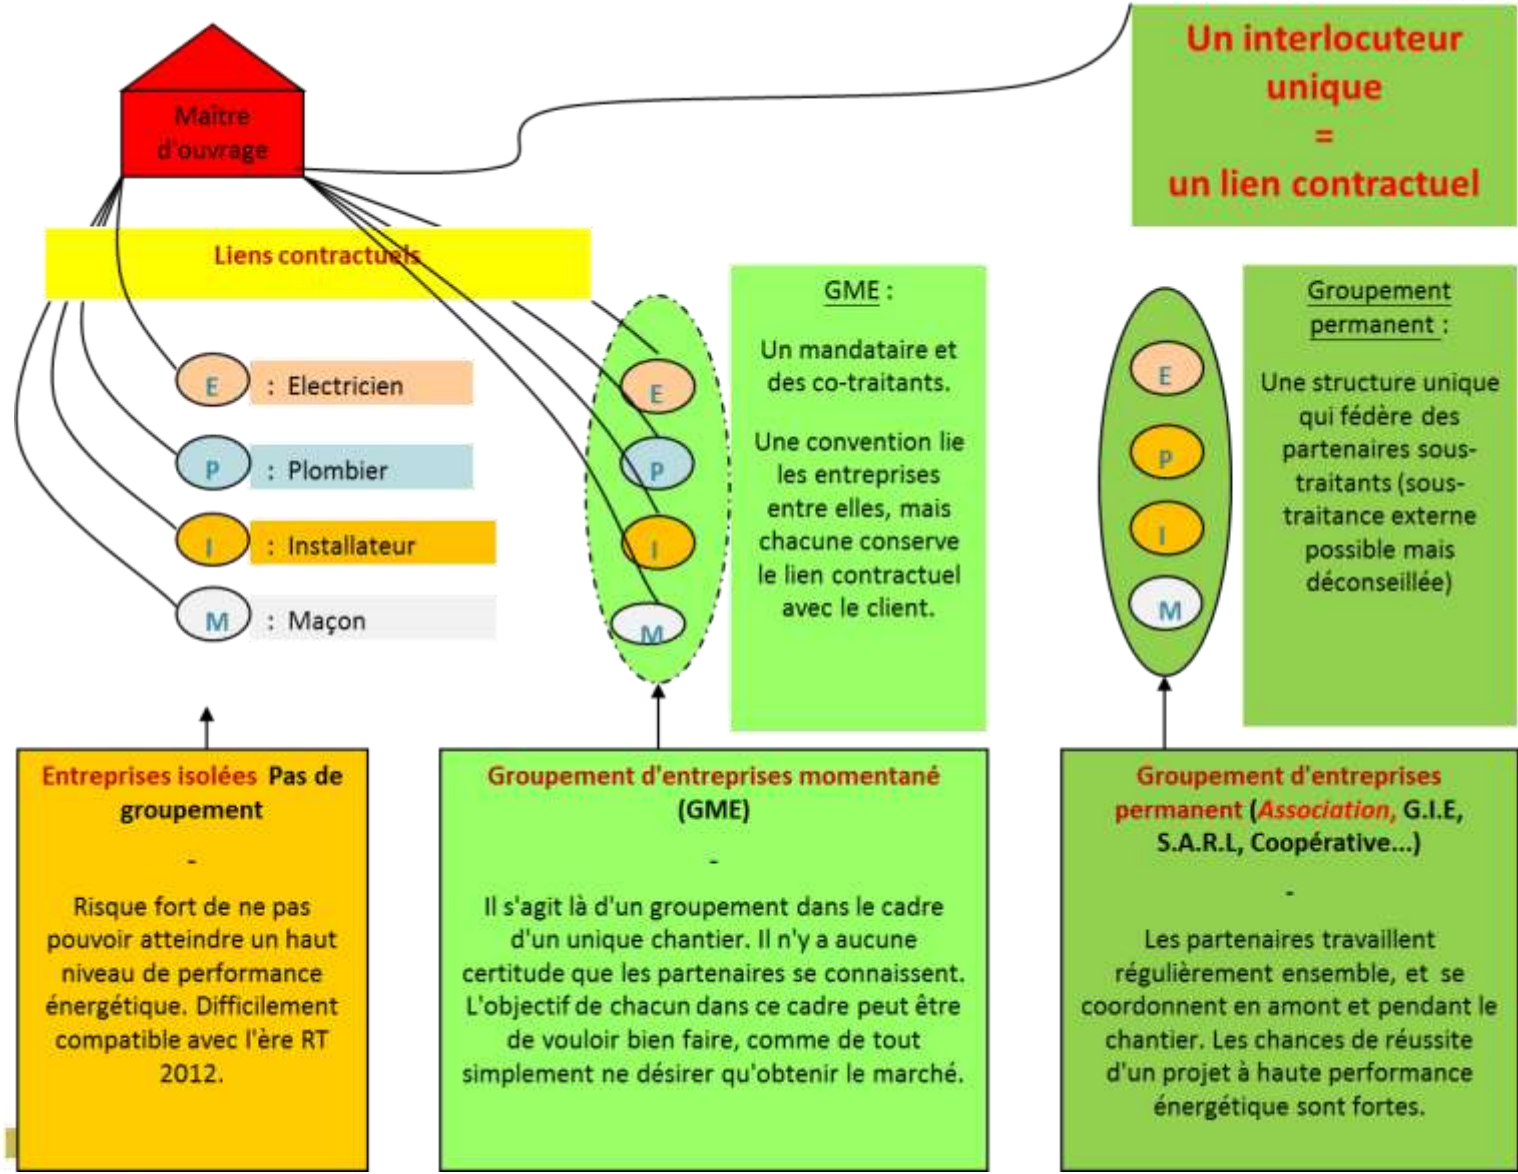 Maître
d'ouvrage
Un interlocuteur
unique
=
un lien contractuel
Liens contractuels
E : Electricien
P : Plombier
I : Installateur
M : Maçon
E
P
I
M
GME :
Un mandataire et
des co-traitants.
Une convention lie
les entreprises
entre elles, mais
chacune conserve
le lien contractuel
avec le client.
E
P
I
M
Groupement
permanent :
Une structure unique
qui fédère des
partenaires sous-
traitants (sous-
traitance externe
possible mais
déconseillée)
Entreprises isolées Pas de
groupement
-
Risque fort de ne pas
pouvoir atteindre un haut
niveau de performance
énergétique. Difficilement
compatible avec l'ère RT
2012.
Groupement d'entreprises momentané
(GME)
-
Il s'agit là d'un groupement dans le cadre
d'un unique chantier. Il n'y a aucune
certitude que les partenaires se connaissent.
L'objectif de chacun dans ce cadre peut être
de vouloir bien faire, comme de tout
simplement ne désirer qu'obtenir le marché.
Groupement d'entreprises
permanent (Association, G.I.E,
S.A.R.L, Coopérative...)
-
Les partenaires travaillent
régulièrement ensemble, et se
coordonnent en amont et pendant le
chantier. Les chances de réussite
d'un projet à haute performance
énergétique sont fortes.